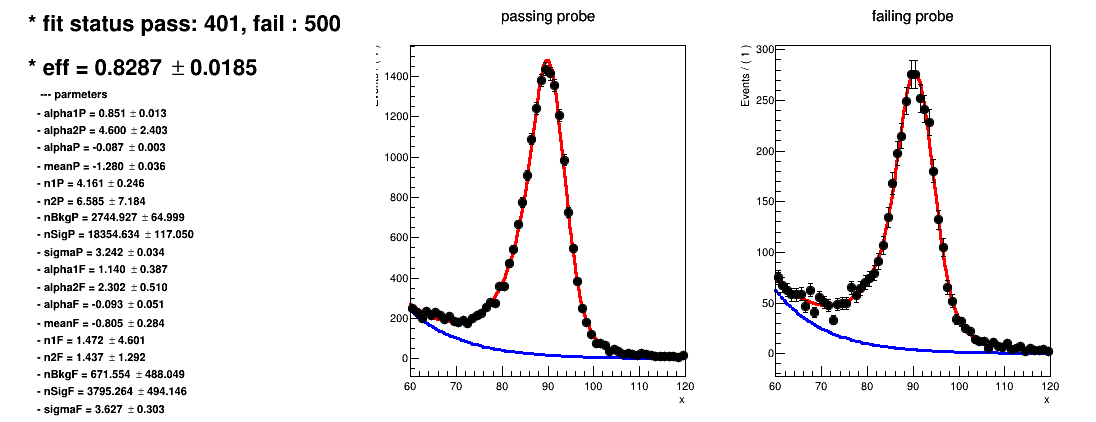 * fit status pass: 401, fail : 500
* eff = 0.8287 ± 0.0185
--- parmeters
- alpha1P = 0.851 ± 0.013
- alpha2P = 4.600 ± 2.403
- alphaP = -0.087 ± 0.003
- meanP = -1.280 ± 0.036
- n1P = 4.161 ± 0.246
- n2P = 6.585 ± 7.184
- nBkgP = 2744.927 ± 64.999
- nSigP = 18354.634 ± 117.050
- sigmaP = 3.242 ± 0.034
- alpha1F = 1.140 ± 0.387
- alpha2F = 2.302 ± 0.510
- alphaF = -0.093 ± 0.051
- meanF = -0.805 ± 0.284
- n1F = 1.472 ± 4.601
- n2F = 1.437 ± 1.292
- nBkgF = 671.554 ± 488.049
- nSigF = 3795.264 ± 494.146
- sigmaF = 3.627 ± 0.303
passing probe
1400
1200
1000
800
600
400
200
0
60 70 80 90 100 110 120
x
failing probe
Events / ( 1 )
300
250
200
150
100
50
0
60 70 80 90 100 110 120
x